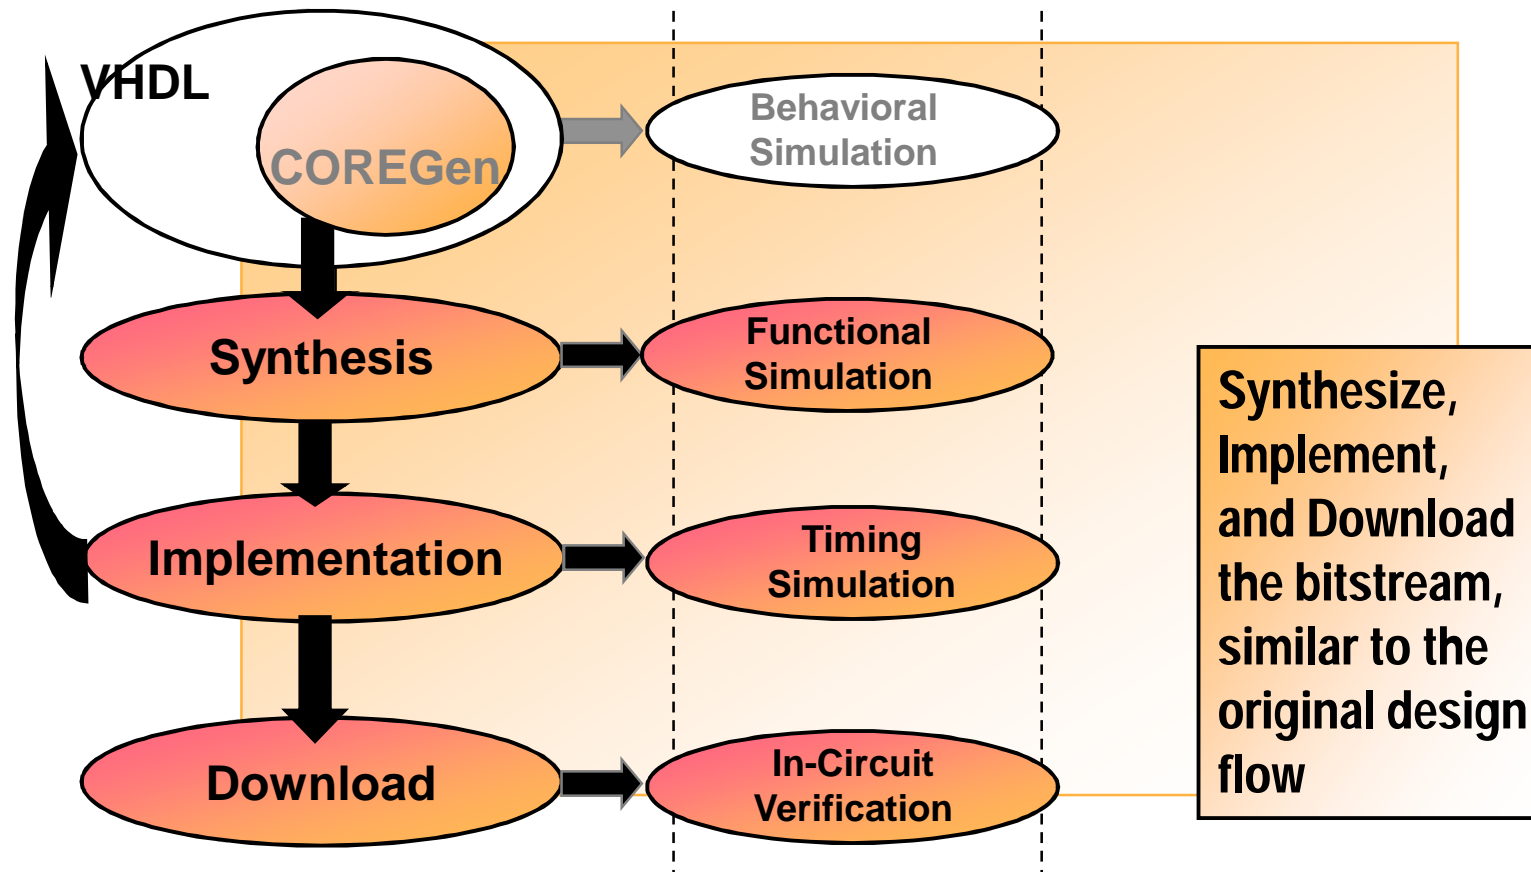 VHDL
COREGen
Behavioral
Simulation
Synthesis
Functional
Simulation
Implementation
Timing
Simulation
Download
In-Circuit
Verification
Synthesize,
Implement,
and Download
the bitstream,
similar to the
original design
flow